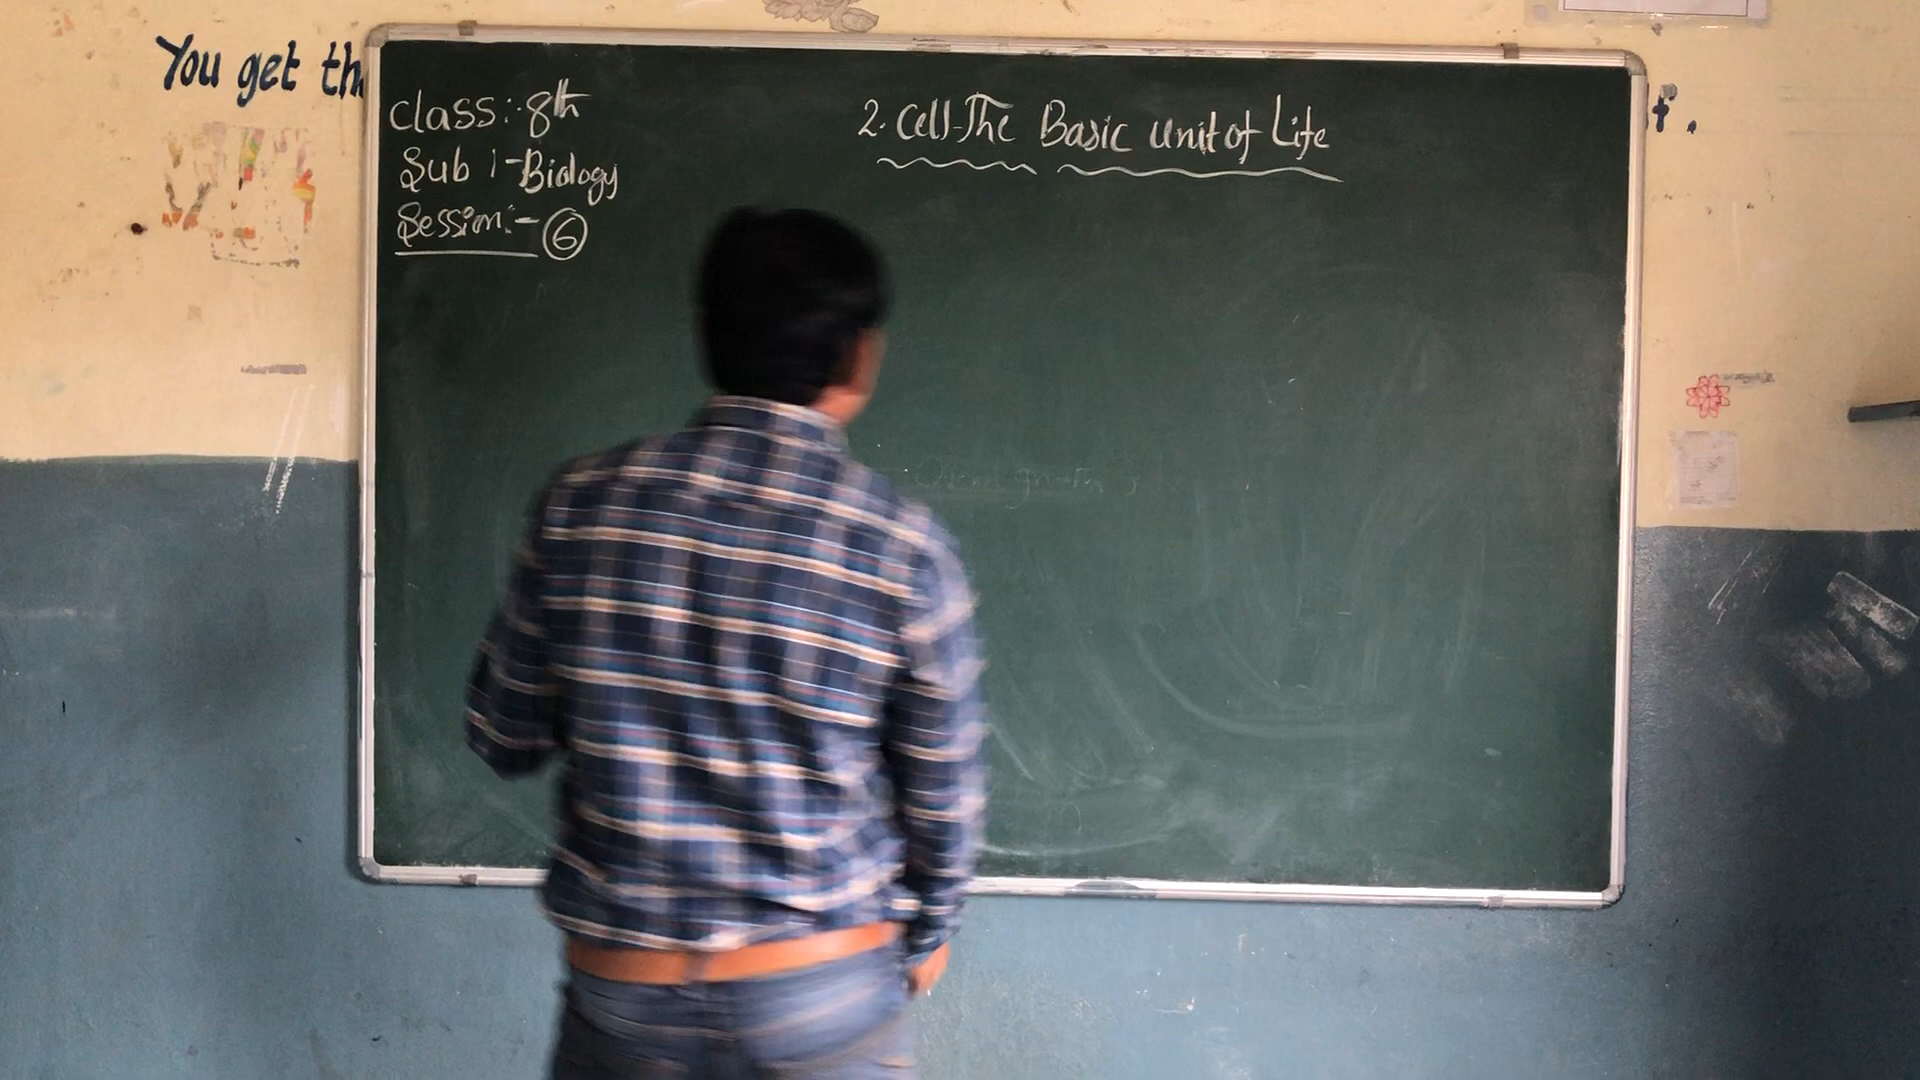 You get th
t.
Class:- 8th
Sub :- Biology
Session:- 6
2. Cell-The Basic Unit of Life